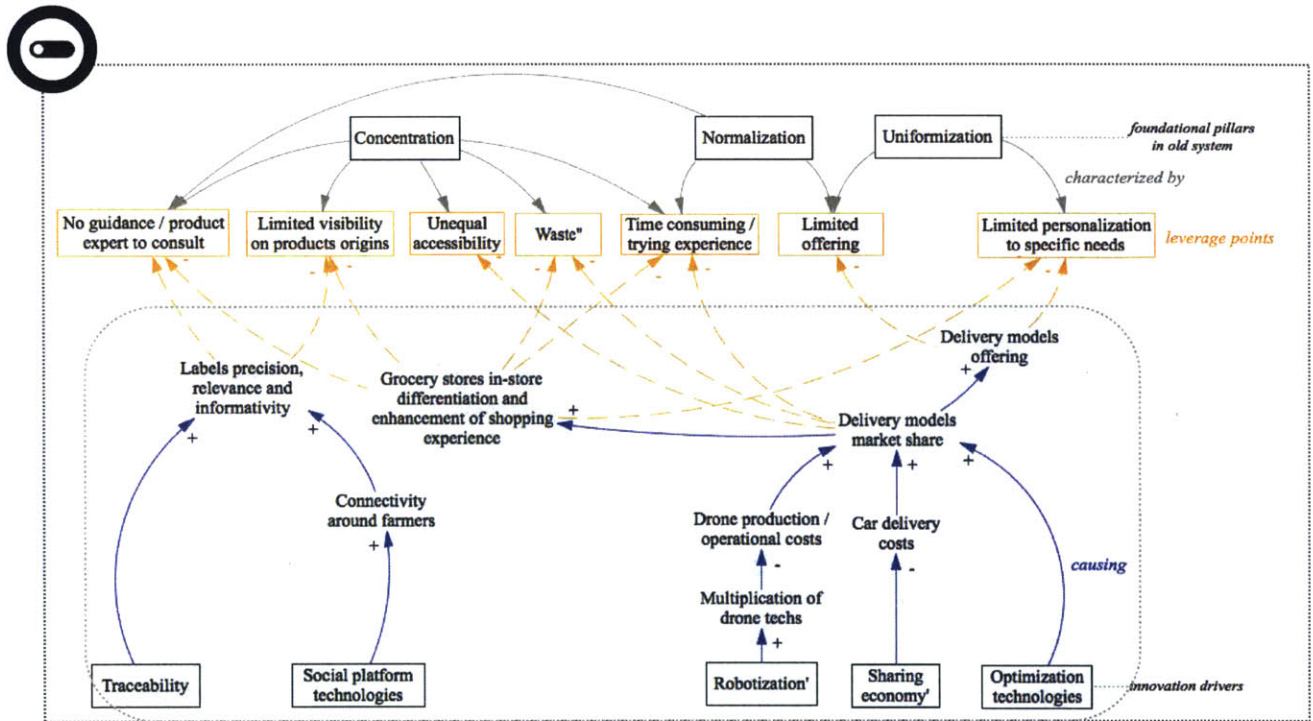 Concentration
Normalization
Uniformization
foundational pillars
in old system
characterized by
No guidance / product
expert to consult
Limited visibility
on products origins
Unequal
accessibility
Waste"
Time consuming /
trying experience
Limited
offering
Limited personalization
to specific needs
leverage points
- - - - - - - - - - - -
Delivery models
offering
+
Labels precision,
relevance and
informativity
+
+
Grocery stores in-store
differentiation and
enhancement of shopping
experience
+
Delivery models
market share
+
+
+
Connectivity
around farmers
+
Drone production /
operational costs
-
Car delivery
costs
-
causing
Multiplication of
drone techs
+
Traceability
Social platform
technologies
Robotization'
Sharing
economy'
Optimization
technologies
innovation drivers